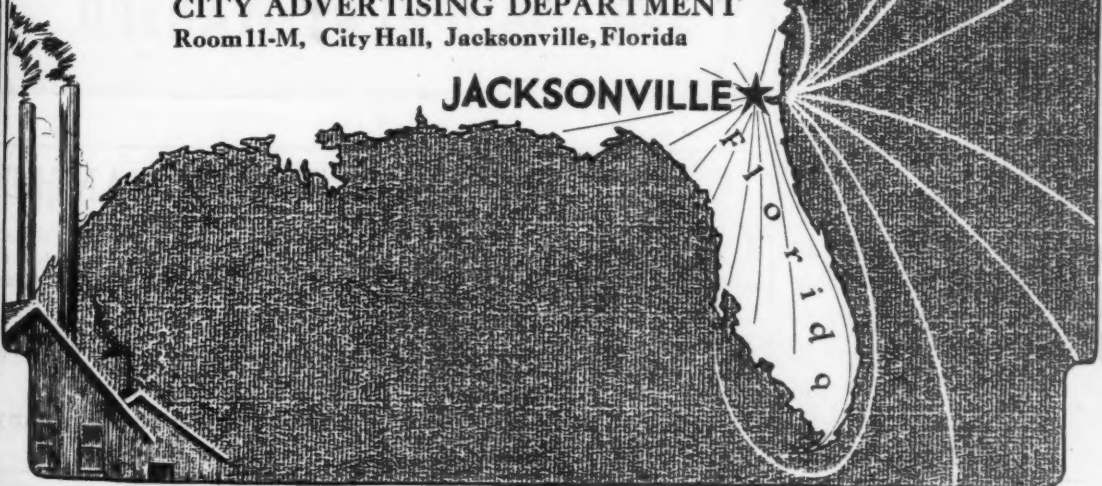 CITY ADVERTISING DEPARTMENT
Room 11-M, City Hall, Jacksonville, Florida
JACKSONVILLE
Florida